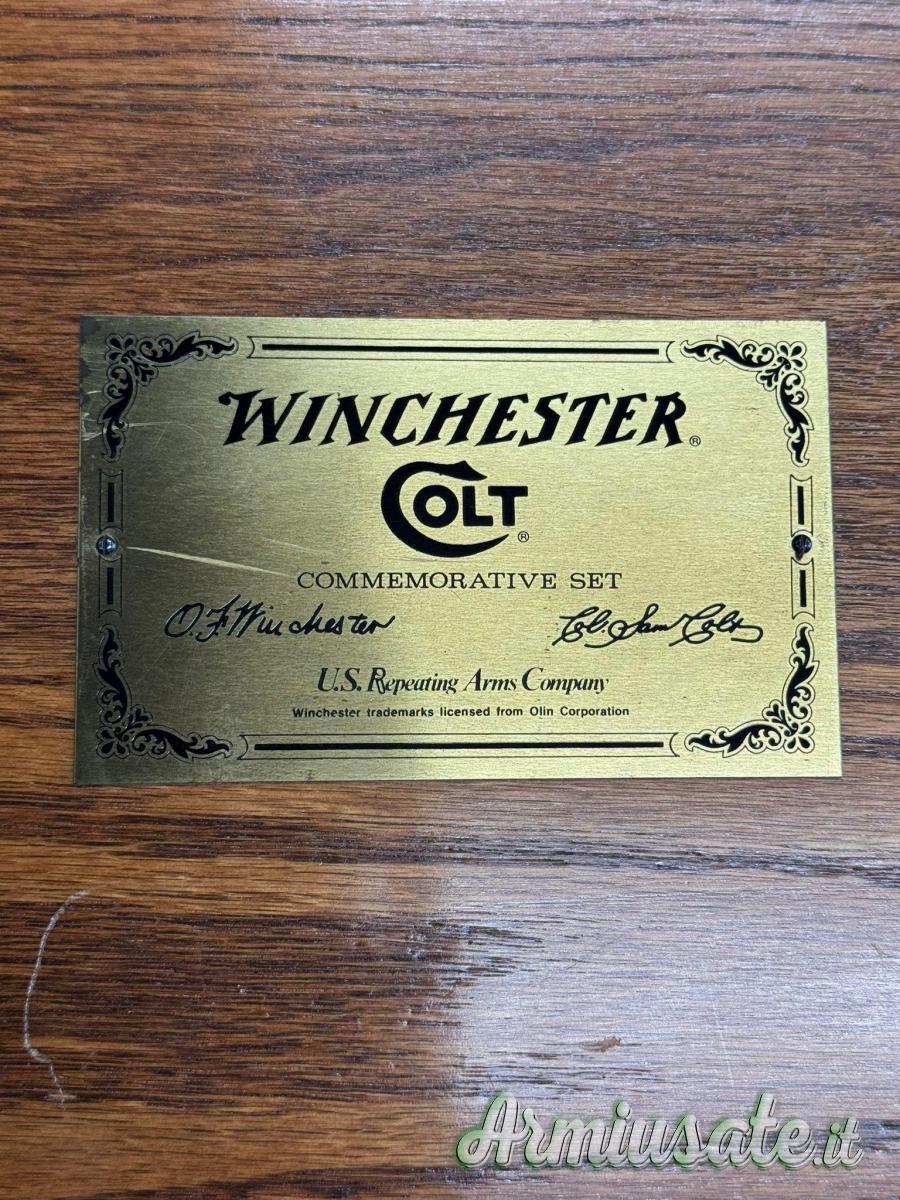 WINCHESTER®
COLT®
COMMEMORATIVE SET
O. F. Winchester Col. Sam Colt
U.S. Repeating Arms Company
Winchester trademarks licensed from Olin Corporation
Armiusate.it